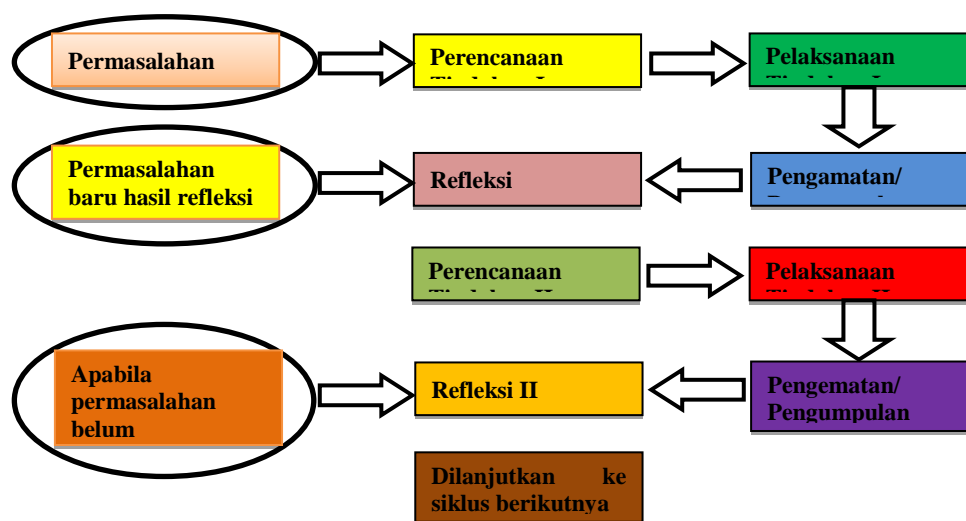 Permasalahan
Perencanaan
Pelaksanaan
Permasalahan
baru hasil refleksi
Refleksi
Pengamatan/
Perencanaan
Pelaksanaan
Apabila
permasalahan
belum
Refleksi II
Pengematan/
Pengumpulan
Dilanjutkan ke
siklus berikutnya